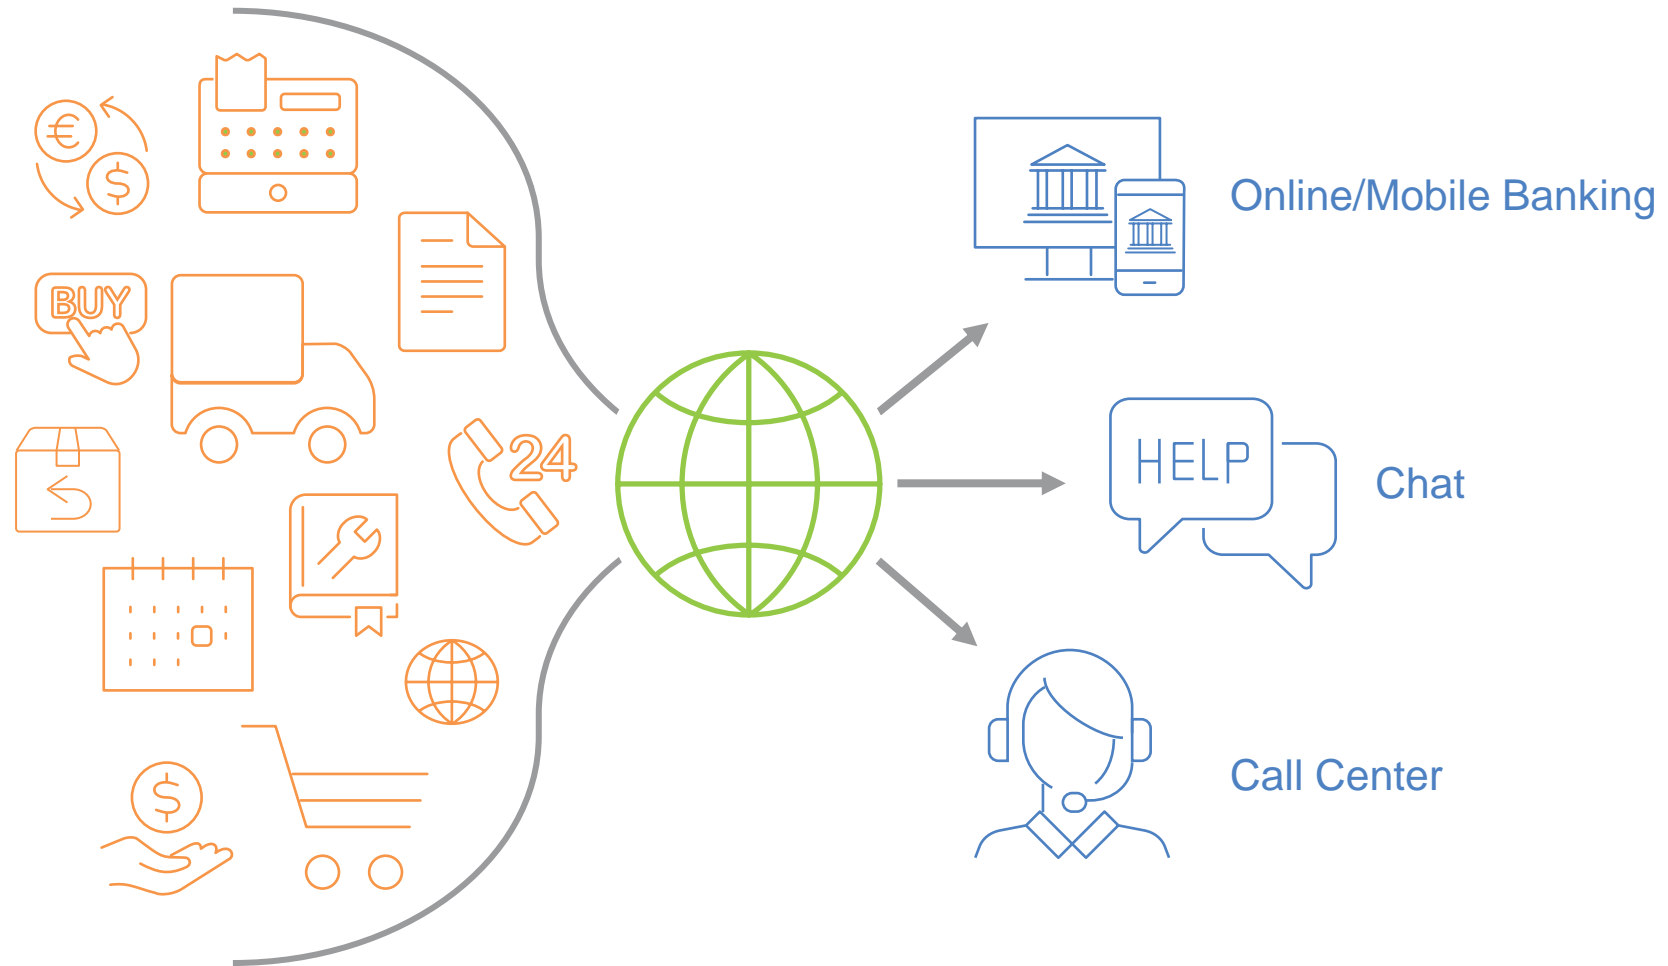 €
$
BUY
24
$
Online/Mobile Banking
HELP
Chat
Call Center